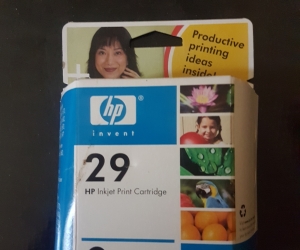 Productive
printing
ideas
inside!
hp
invent
29
HP Inkjet Print Cartridge